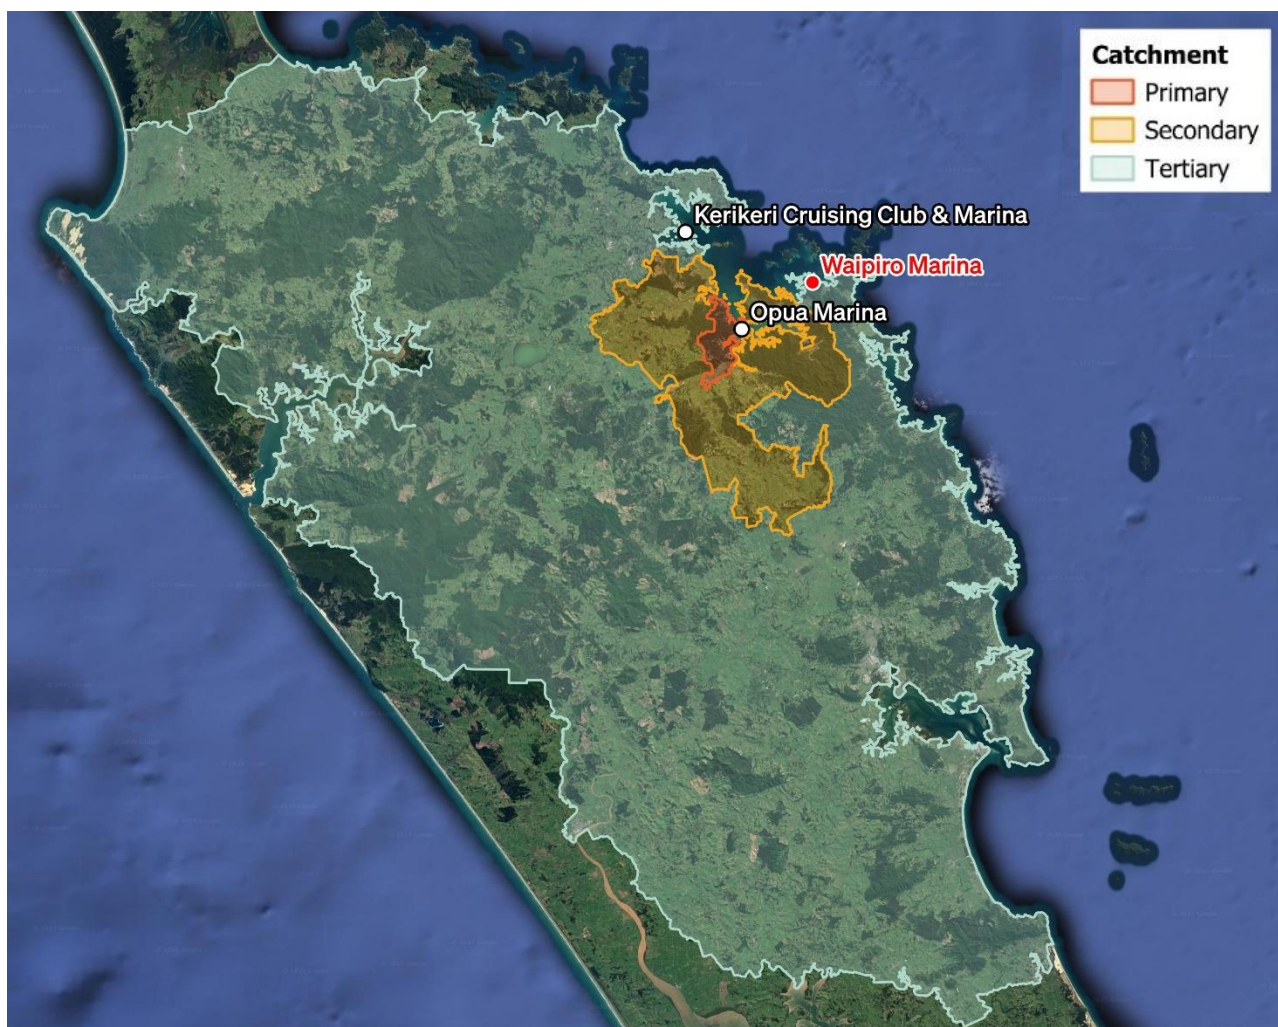 Catchment
Primary
Secondary
Tertiary
Kerikeri Cruising Club & Marina
Waipiro Marina
Opua Marina